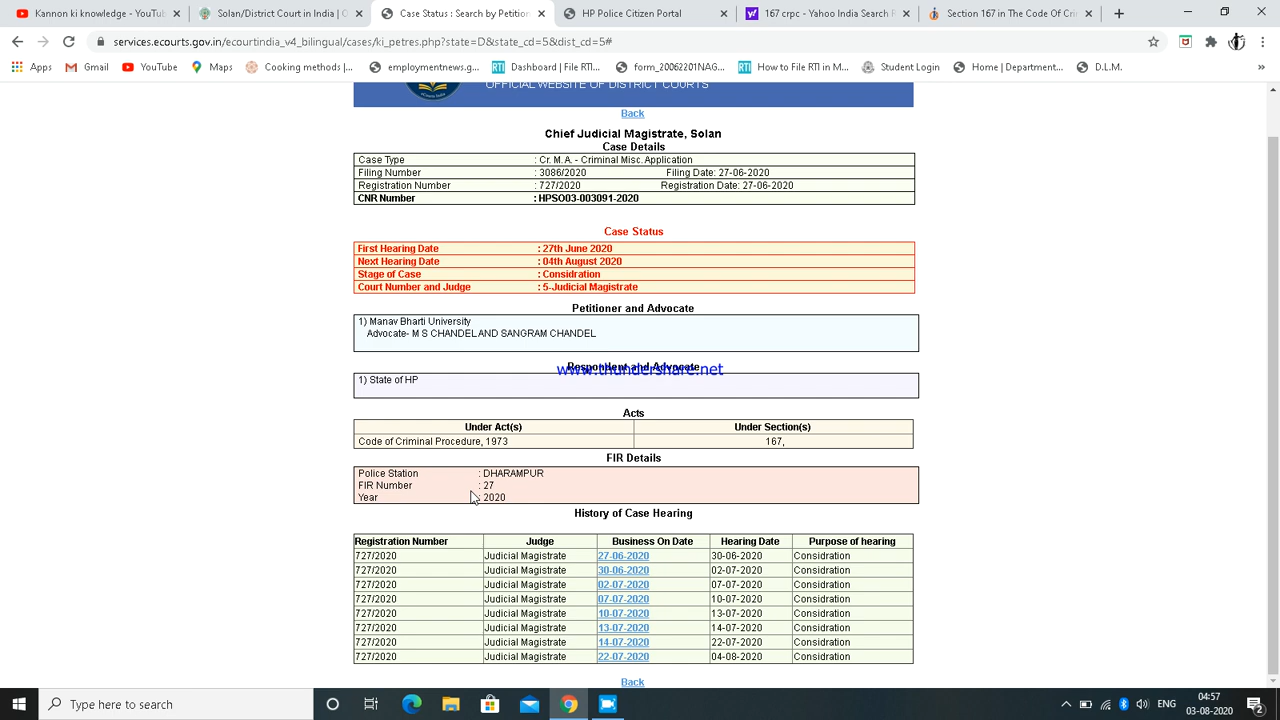 Kannon ki k
Solan/District Court in India |
Case Status : Search by Petition
HP Police Citizen Portal
167 crpc - Yahoo India Search R
Section 167 in The Code Of Crim
services.ecourts.gov.in/ecourtindia_v4_bilingual/cases/ki_petres.php?state=D&state_cd=5&dist_cd=5#
Apps
Gmail
YouTube
Maps
Cooking methods |...
employmentnews.g...
Dashboard | File RTI...
form_20062201NAG...
How to File RTI in M...
Student Login
Home | Department...
D.L.M.
»
OFFICIAL WEBSITE OF DISTRICT COURTS
Back
Chief Judicial Magistrate, Solan
Case Details
Case Type : Cr. M. A. - Criminal Misc. Application
Filing Number : 3086/2020 Filing Date: 27-06-2020
Registration Number : 727/2020 Registration Date: 27-06-2020
CNR Number : HPSO03-003091-2020
Case Status
First Hearing Date : 27th June 2020
Next Hearing Date : 04th August 2020
Stage of Case : Considration
Court Number and Judge : 5-Judicial Magistrate
Petitioner and Advocate
1) Manav Bharti University
Advocate- M S CHANDEL AND SANGRAM CHANDEL
Respondent and Advocate
www.thundershare.net
1) State of HP
Acts
Under Act(s) Under Section(s)
Code of Criminal Procedure, 1973 167,
FIR Details
Police Station : DHARAMPUR
FIR Number : 27
Year : 2020
History of Case Hearing
Registration Number Judge Business On Date Hearing Date Purpose of hearing
727/2020 Judicial Magistrate 27-06-2020 30-06-2020 Considration
727/2020 Judicial Magistrate 30-06-2020 02-07-2020 Considration
727/2020 Judicial Magistrate 02-07-2020 07-07-2020 Considration
727/2020 Judicial Magistrate 07-07-2020 10-07-2020 Considration
727/2020 Judicial Magistrate 10-07-2020 13-07-2020 Considration
727/2020 Judicial Magistrate 13-07-2020 14-07-2020 Considration
727/2020 Judicial Magistrate 14-07-2020 22-07-2020 Considration
727/2020 Judicial Magistrate 22-07-2020 04-08-2020 Considration
Back
Type here to search
ENG
04:57
03-08-2020
2